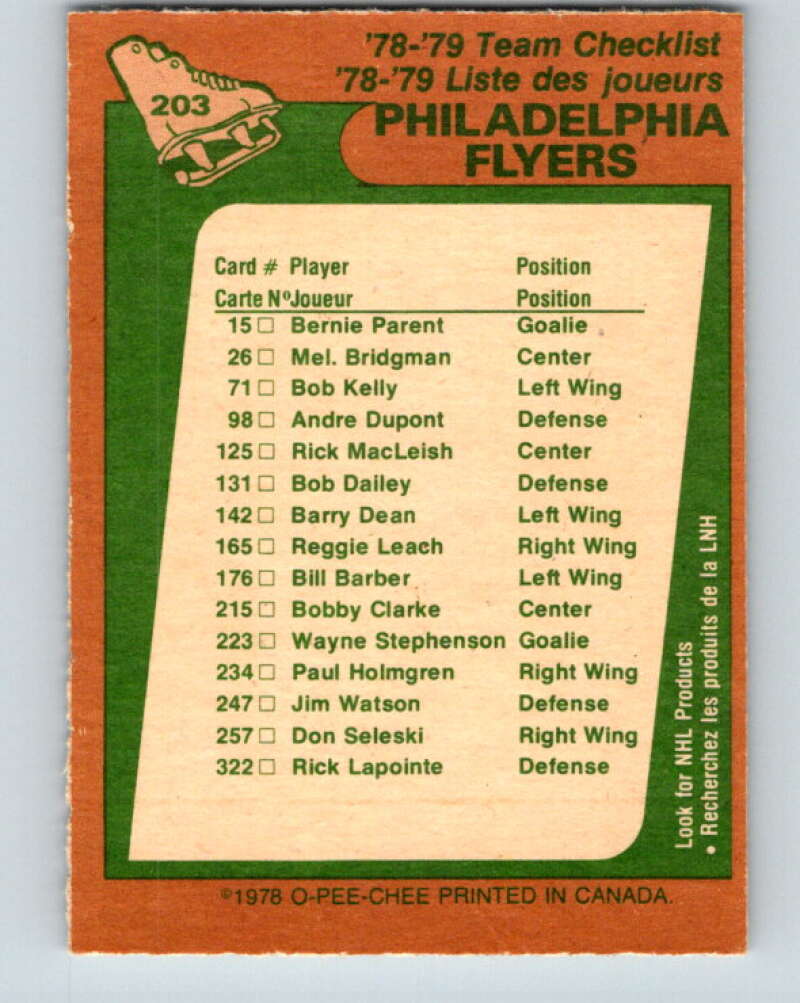 203
'78-'79 Team Checklist
'78-'79 Liste des joueurs
PHILADELPHIA
FLYERS
Card # Player Position
Carte Nº Joueur Position
15 □ Bernie Parent Goalie
26 □ Mel. Bridgman Center
71 □ Bob Kelly Left Wing
98 □ Andre Dupont Defense
125 □ Rick MacLeish Center
131 □ Bob Dailey Defense
142 □ Barry Dean Left Wing
165 □ Reggie Leach Right Wing
176 □ Bill Barber Left Wing
215 □ Bobby Clarke Center
223 □ Wayne Stephenson Goalie
234 □ Paul Holmgren Right Wing
247 □ Jim Watson Defense
257 □ Don Seleski Right Wing
322 □ Rick Lapointe Defense
Look for NHL Products
• Recherchez les produits de la LNH
©1978 O-PEE-CHEE PRINTED IN CANADA.